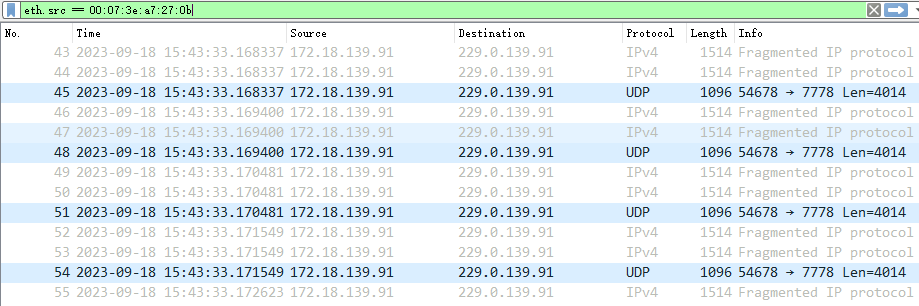 eth.src == 00:07:3e:a7:27:0b
No. Time Source Destination Protocol Length Info
43 2023-09-18 15:43:33.168337 172.18.139.91 229.0.139.91 IPv4 1514 Fragmented IP protocol
44 2023-09-18 15:43:33.168337 172.18.139.91 229.0.139.91 IPv4 1514 Fragmented IP protocol
45 2023-09-18 15:43:33.168337 172.18.139.91 229.0.139.91 UDP 1096 54678 → 7778 Len=4014
46 2023-09-18 15:43:33.169400 172.18.139.91 229.0.139.91 IPv4 1514 Fragmented IP protocol
47 2023-09-18 15:43:33.169400 172.18.139.91 229.0.139.91 IPv4 1514 Fragmented IP protocol
48 2023-09-18 15:43:33.169400 172.18.139.91 229.0.139.91 UDP 1096 54678 → 7778 Len=4014
49 2023-09-18 15:43:33.170481 172.18.139.91 229.0.139.91 IPv4 1514 Fragmented IP protocol
50 2023-09-18 15:43:33.170481 172.18.139.91 229.0.139.91 IPv4 1514 Fragmented IP protocol
51 2023-09-18 15:43:33.170481 172.18.139.91 229.0.139.91 UDP 1096 54678 → 7778 Len=4014
52 2023-09-18 15:43:33.171549 172.18.139.91 229.0.139.91 IPv4 1514 Fragmented IP protocol
53 2023-09-18 15:43:33.171549 172.18.139.91 229.0.139.91 IPv4 1514 Fragmented IP protocol
54 2023-09-18 15:43:33.171549 172.18.139.91 229.0.139.91 UDP 1096 54678 → 7778 Len=4014
55 2023-09-18 15:43:33.172623 172.18.139.91 229.0.139.91 IPv4 1514 Fragmented IP protocol